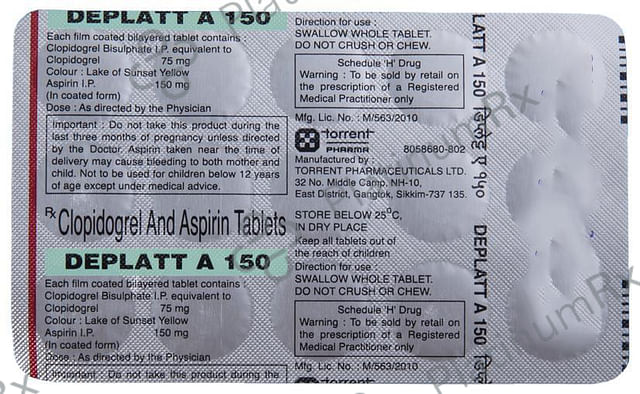 DEPLATT A 150
Each film coated bilayered tablet contains :
Clopidogrel Bisulphate I.P. equivalent to
Clopidogrel 75 mg
Colour : Lake of Sunset Yellow
Aspirin I.P. 150 mg
(In coated form)
Dose : As directed by the Physician
Important : Do not take this product during the
last three months of pregnancy unless directed
by the Doctor. Aspirin taken near the time of
delivery may cause bleeding to both mother and
child. Not to be used for children below 12 years
of age except under medical advice.
Rx Clopidogrel And Aspirin Tablets
DEPLATT A 150
Each film coated bilayered tablet contains :
Clopidogrel Bisulphate I.P. equivalent to
Clopidogrel 75 mg
Colour : Lake of Sunset Yellow
Aspirin I.P. 150 mg
(In coated form)
Dose : As directed by the Physician
Important : Do not take this product during the
Direction for use :
SWALLOW WHOLE TABLET.
DO NOT CRUSH OR CHEW.
Schedule 'H' Drug
Warning : To be sold by retail on
the prescription of a Registered
Medical Practitioner only
Mfg. Lic. No. : M/563/2010
torrent
PHARMA 8058680-802
Manufactured by :
TORRENT PHARMACEUTICALS LTD.
32 No. Middle Camp, NH-10,
East District, Gangtok, Sikkim-737 135.
STORE BELOW 25°C,
IN DRY PLACE
Keep all tablets out of
the reach of children
Direction for use :
SWALLOW WHOLE TABLET.
DO NOT CRUSH OR CHEW.
Schedule 'H' Drug
Warning : To be sold by retail on
the prescription of a Registered
Medical Practitioner only
Mfg. Lic. No. : M/563/2010
torrent
LATT A 150 डिप्लेट ए १५०
DEPLATT A 150
PlatinumRx